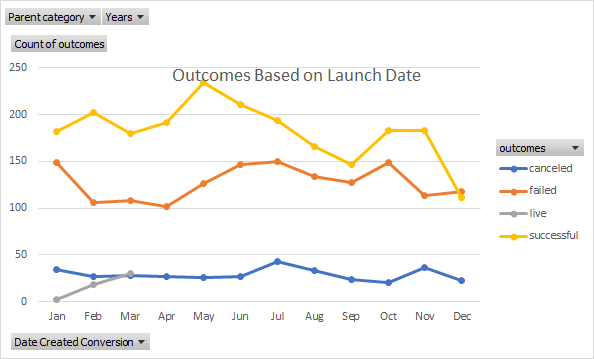 Parent category Years
Count of outcomes
Outcomes Based on Launch Date
250
200
150
100
50
0
Jan Feb Mar Apr May Jun Jul Aug Sep Oct Nov Dec
outcomes
canceled
failed
live
successful
Date Created Conversion